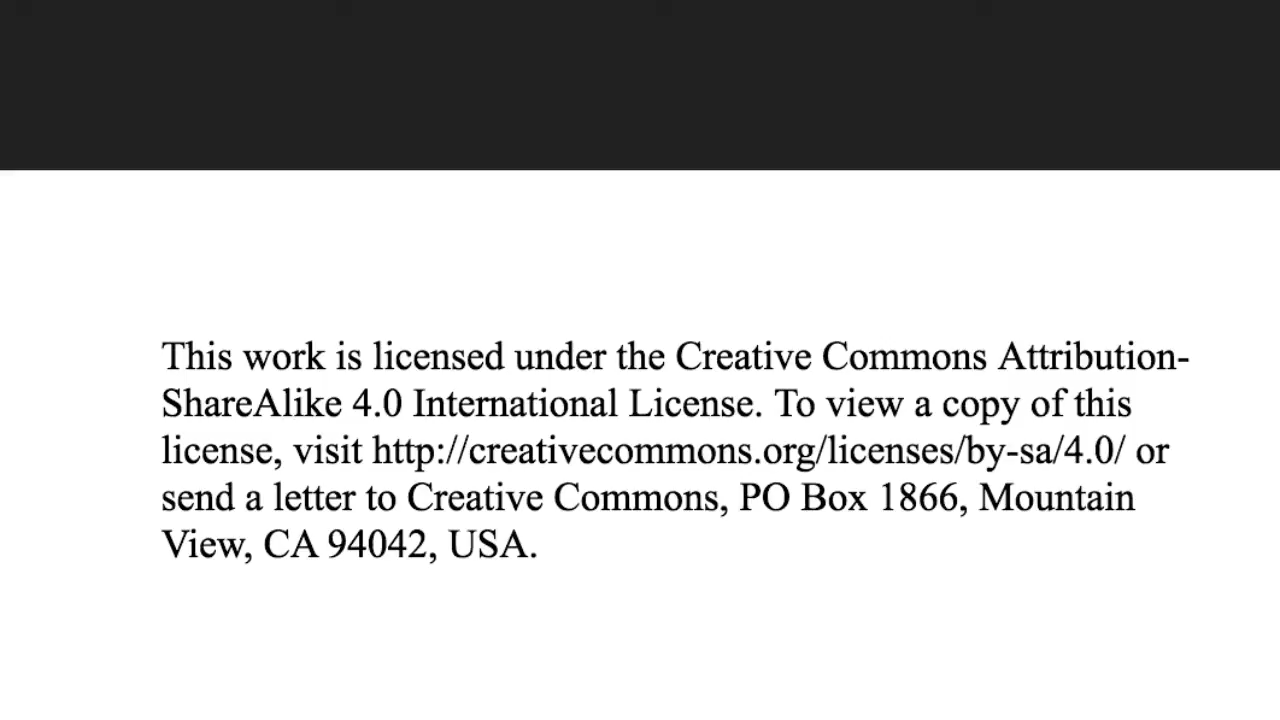 This work is licensed under the Creative Commons Attribution-
ShareAlike 4.0 International License. To view a copy of this
license, visit http://creativecommons.org/licenses/by-sa/4.0/ or
send a letter to Creative Commons, PO Box 1866, Mountain
View, CA 94042, USA.